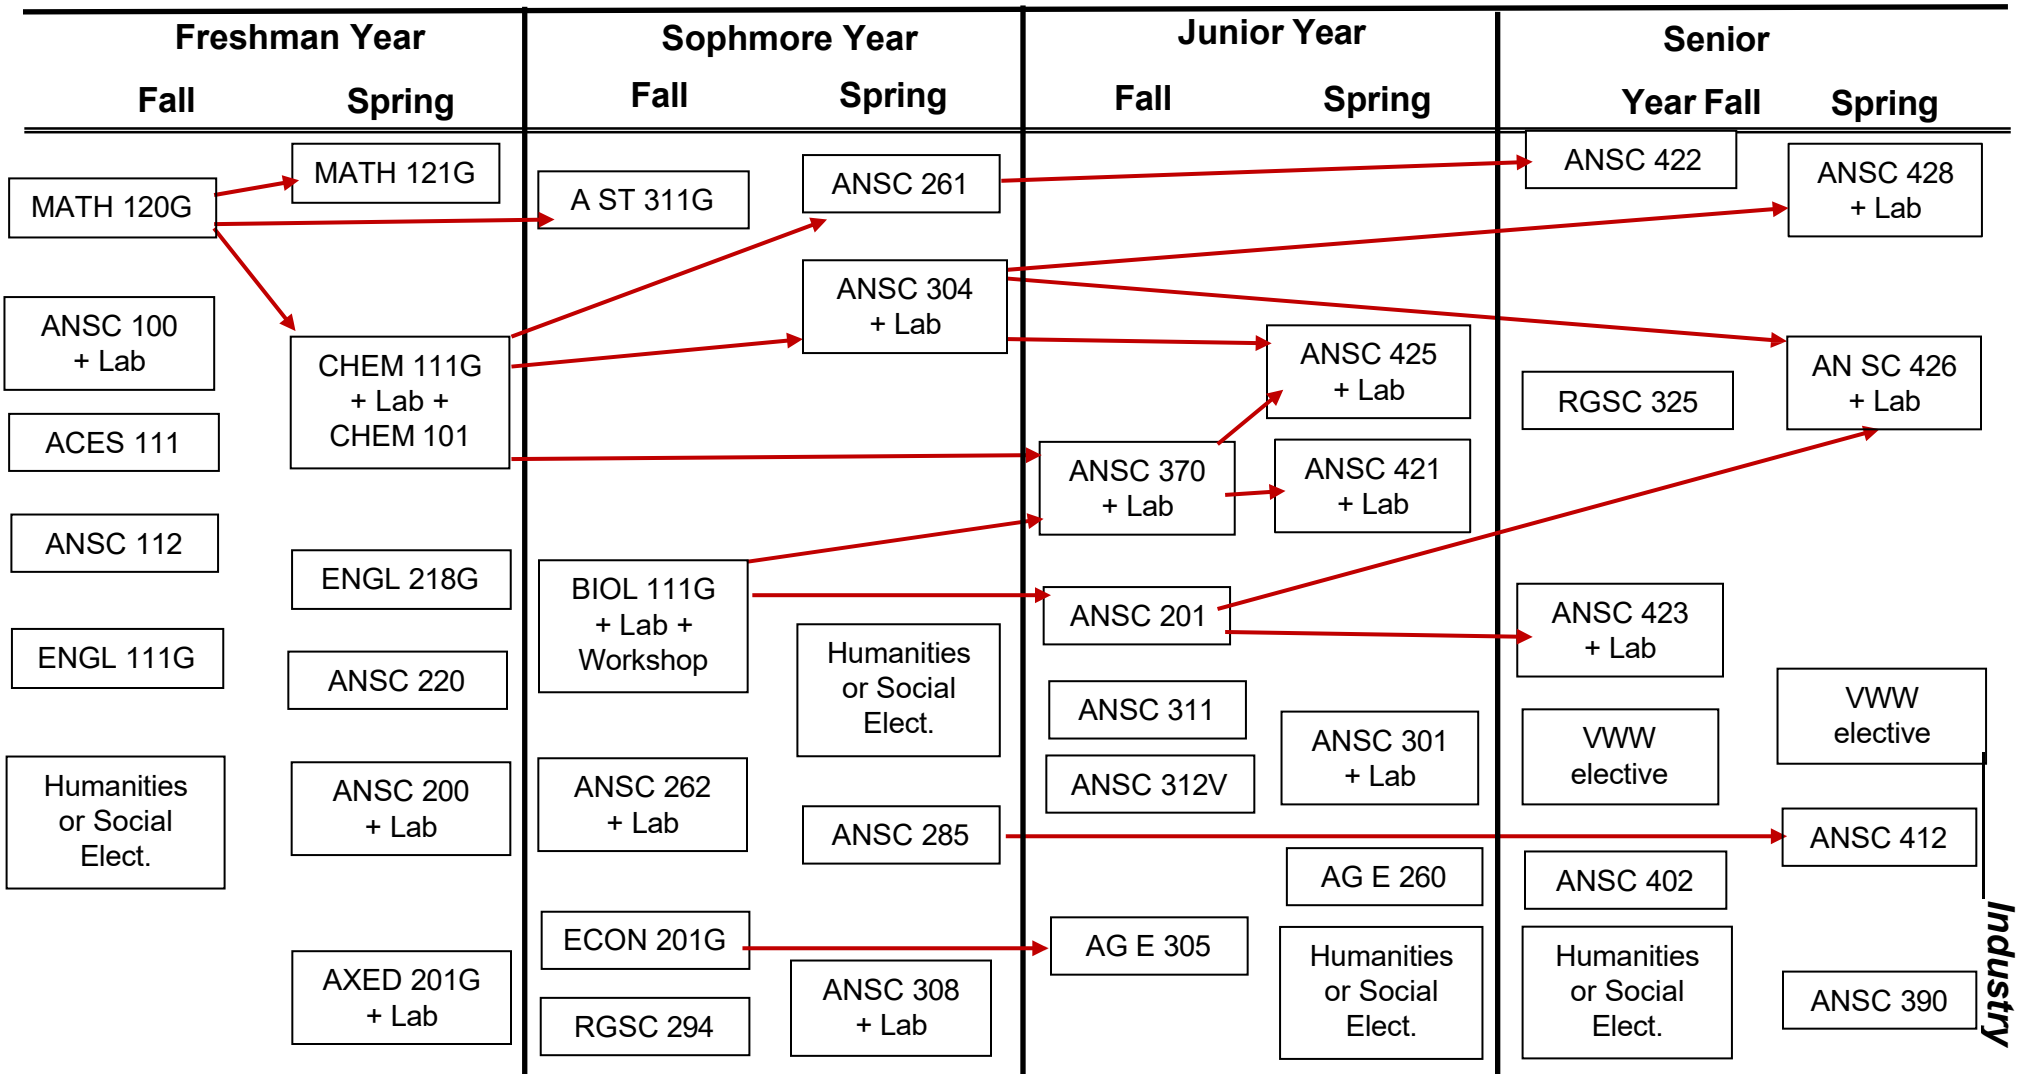 Freshman Year
Fall
Spring
MATH 120G
ANSC 100
+ Lab
ACES 111
ANSC 112
ENGL 111G
Humanities
or Social
Elect.
MATH 121G
CHEM 111G
+ Lab +
CHEM 101
ENGL 218G
ANSC 220
ANSC 200
+ Lab
AXED 201G
+ Lab
Sophmore Year
Fall
Spring
A ST 311G
BIOL 111G
+ Lab +
Workshop
ANSC 262
+ Lab
ECON 201G
RGSC 294
ANSC 261
ANSC 304
+ Lab
Humanities
or Social
Elect.
ANSC 285
ANSC 308
+ Lab
Junior Year
Fall
Spring
ANSC 370
+ Lab
ANSC 201
ANSC 311
ANSC 312V
AG E 305
ANSC 425
+ Lab
ANSC 421
+ Lab
ANSC 301
+ Lab
AG E 260
Humanities
or Social
Elect.
Senior
Year Fall
Spring
ANSC 422
RGSC 325
ANSC 423
+ Lab
VWW
elective
ANSC 402
Humanities
or Social
Elect.
ANSC 428
+ Lab
AN SC 426
+ Lab
VWW
elective
ANSC 412
ANSC 390
Industry